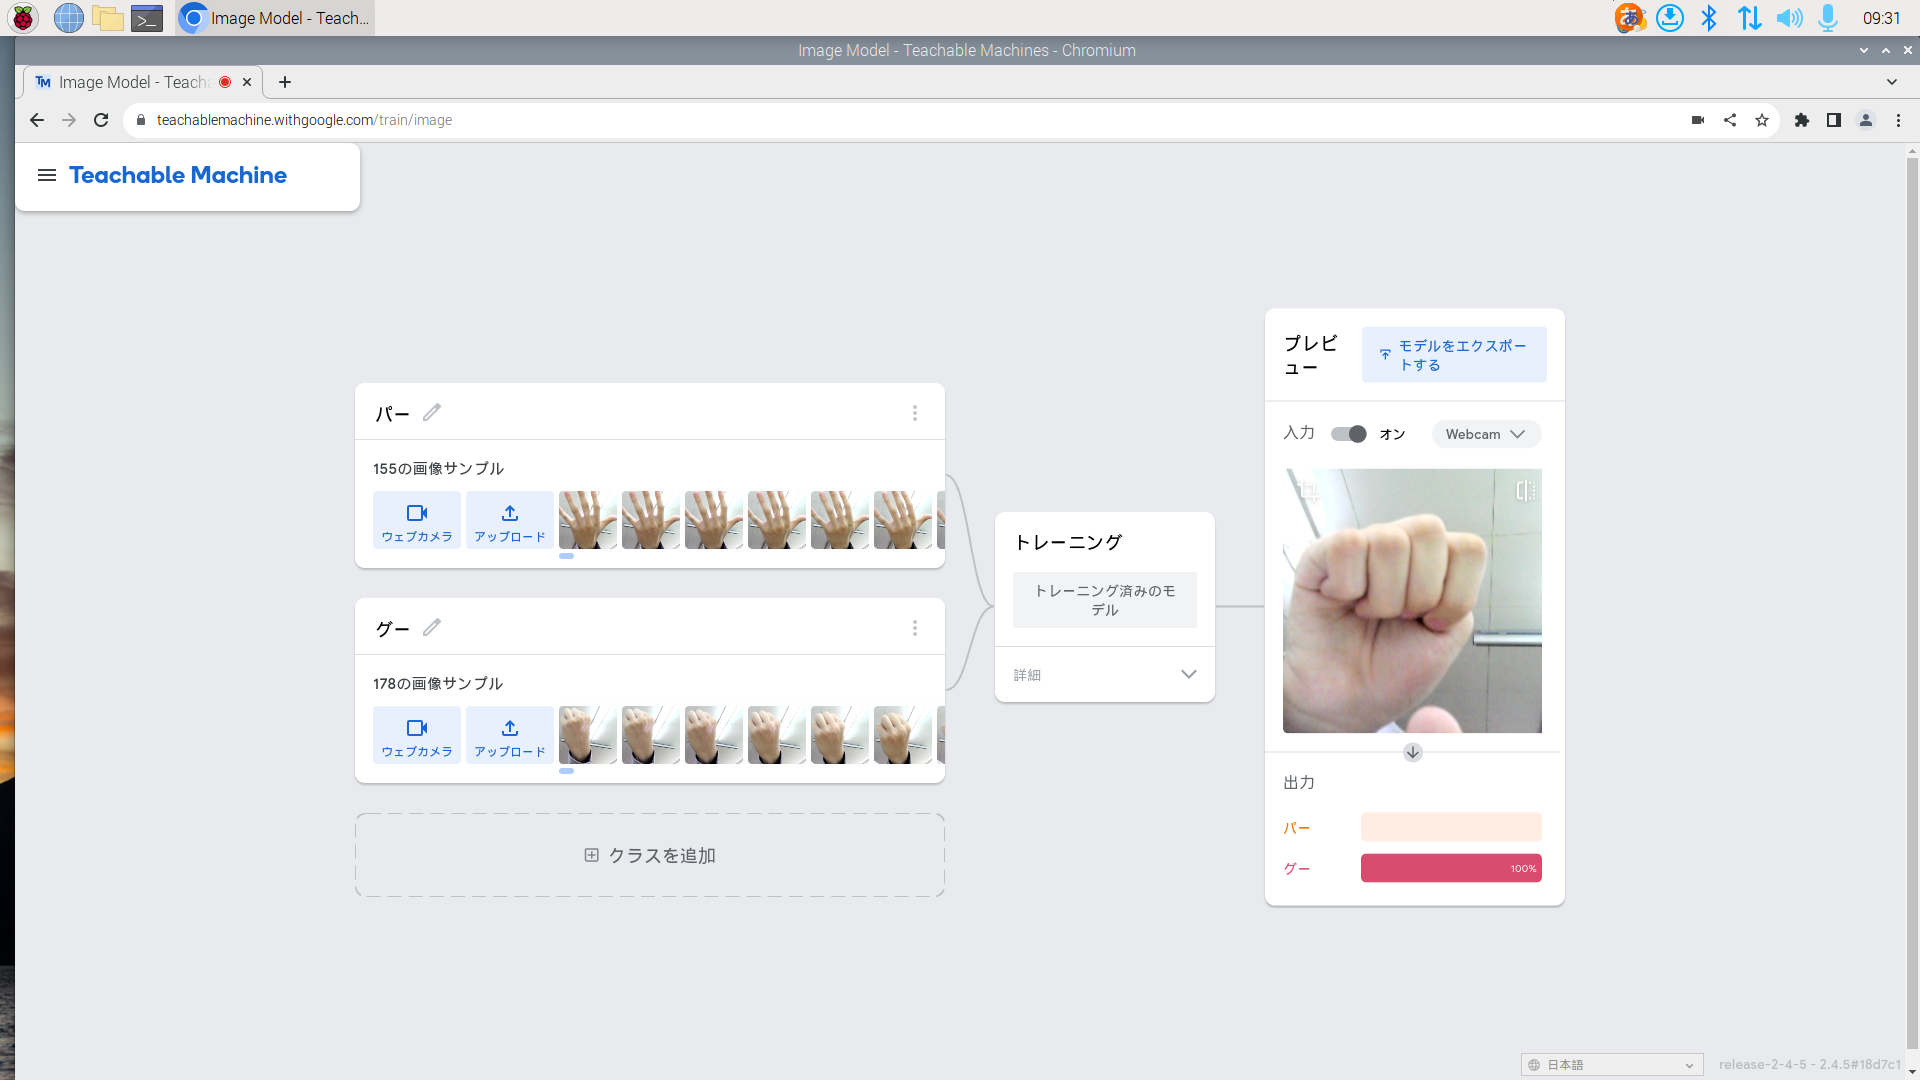 Image Model - Teach...
09:31
Image Model - Teachable Machines - Chromium
TM Image Model - Teach
teachablemachine.withgoogle.com/train/image
Teachable Machine
パー
155の画像サンプル
ウェブカメラ
アップロード
グー
178の画像サンプル
ウェブカメラ
アップロード
クラスを追加
トレーニング
トレーニング済みのモ
デル
詳細
プレビ
ュー
モデルをエクスポー
トする
入力
オン
Webcam
出力
パー
グー
100%
日本語
release-2-4-5 - 2.4.5#18d7c1